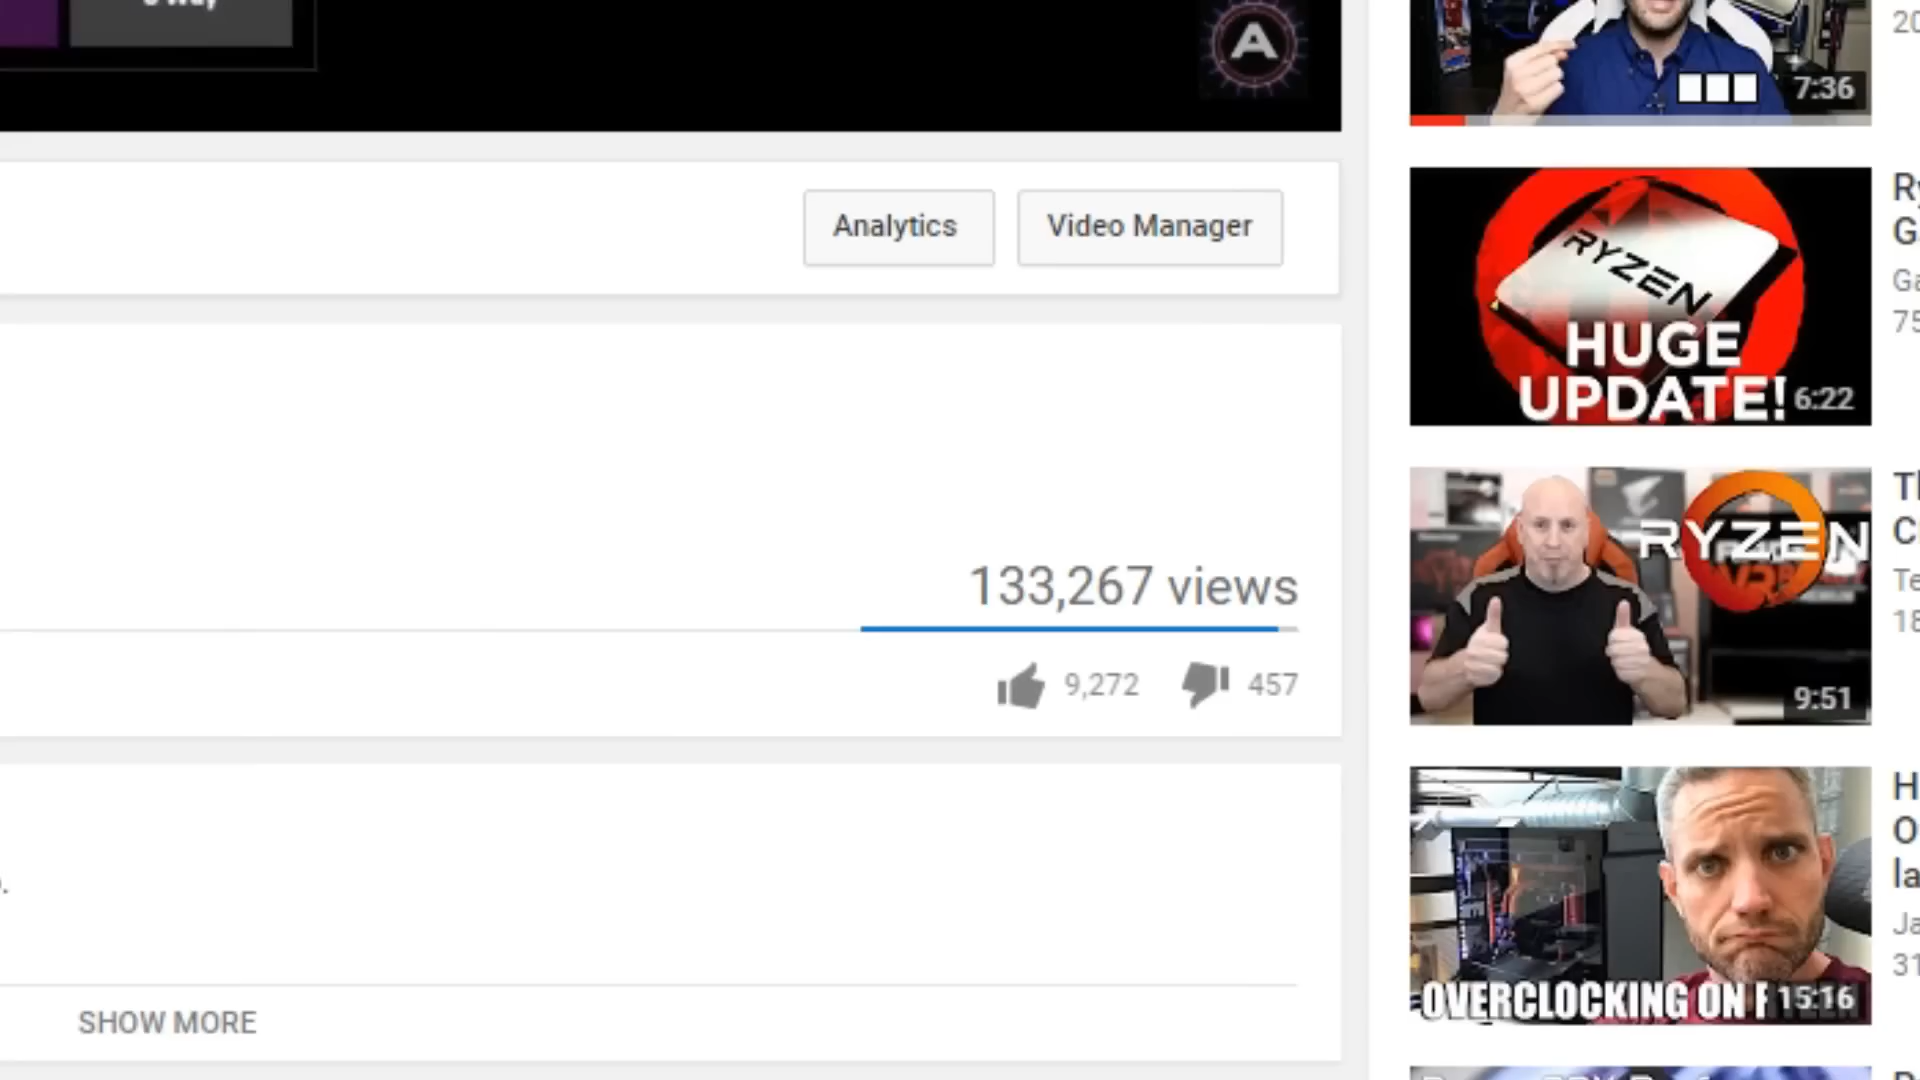 A
7:36
Analytics
Video Manager
RYZEN
HUGE
UPDATE!
6:22
133,267 views
9,272
457
RYZEN
9:51
OVERCLOCKING ON
15:16
SHOW MORE